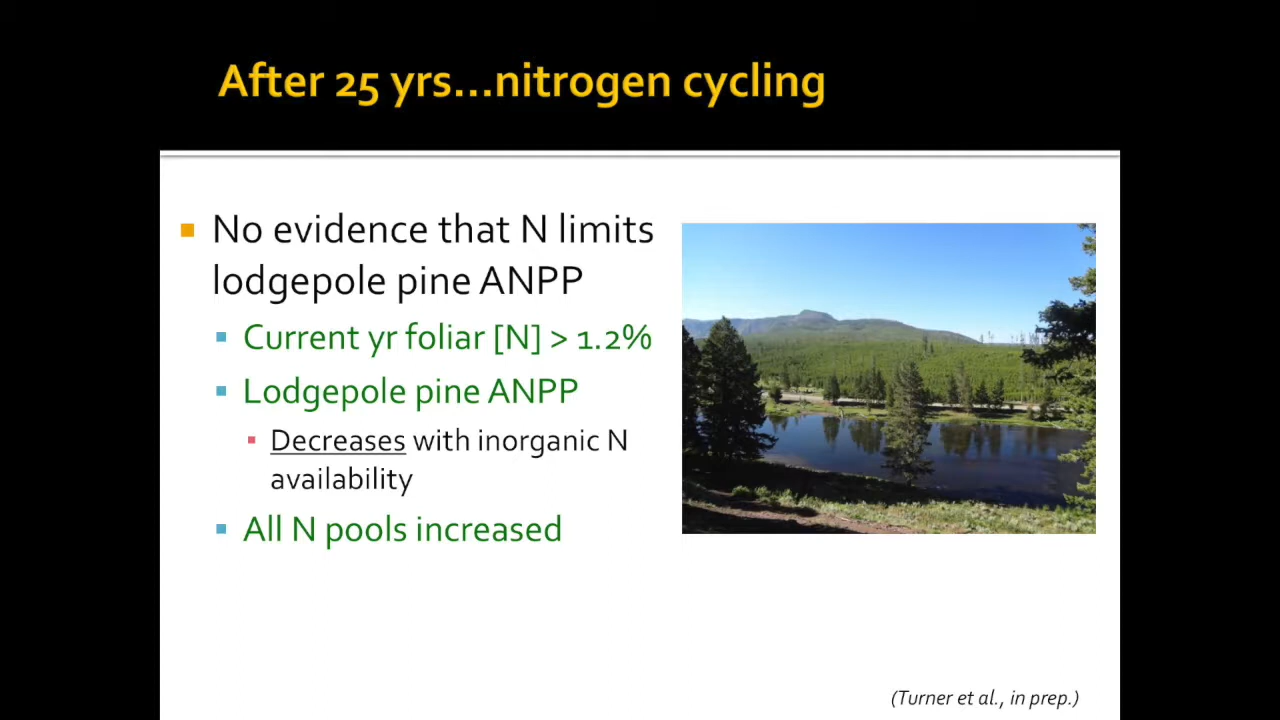 After 25 yrs...nitrogen cycling
No evidence that N limits
lodgepole pine ANPP
Current yr foliar [N] > 1.2%
Lodgepole pine ANPP
Decreases with inorganic N
availability
All N pools increased
(Turner et al., in prep.)